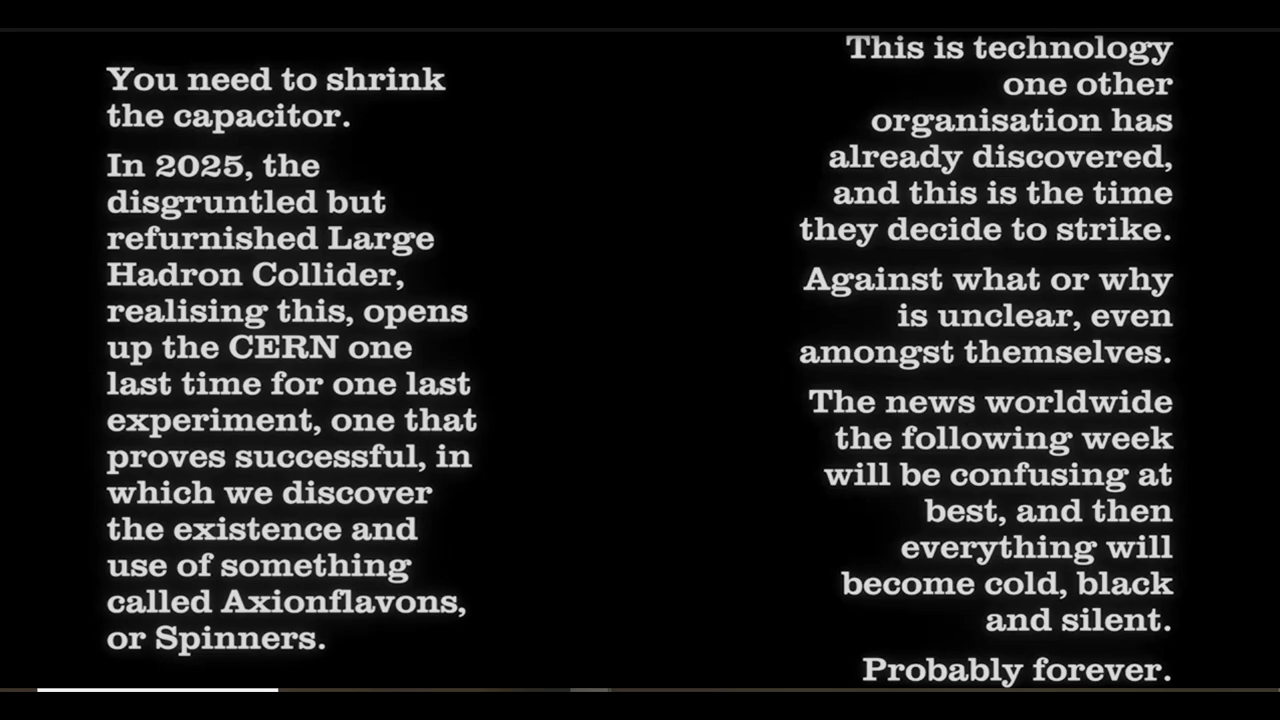 You need to shrink
the capacitor.
In 2025, the
disgruntled but
refurnished Large
Hadron Collider,
realising this, opens
up the CERN one
last time for one last
experiment, one that
proves successful, in
which we discover
the existence and
use of something
called Axionflavons,
or Spinners.
This is technology
one other
organisation has
already discovered,
and this is the time
they decide to strike.
Against what or why
is unclear, even
amongst themselves.
The news worldwide
the following week
will be confusing at
best, and then
everything will
become cold, black
and silent.
Probably forever.